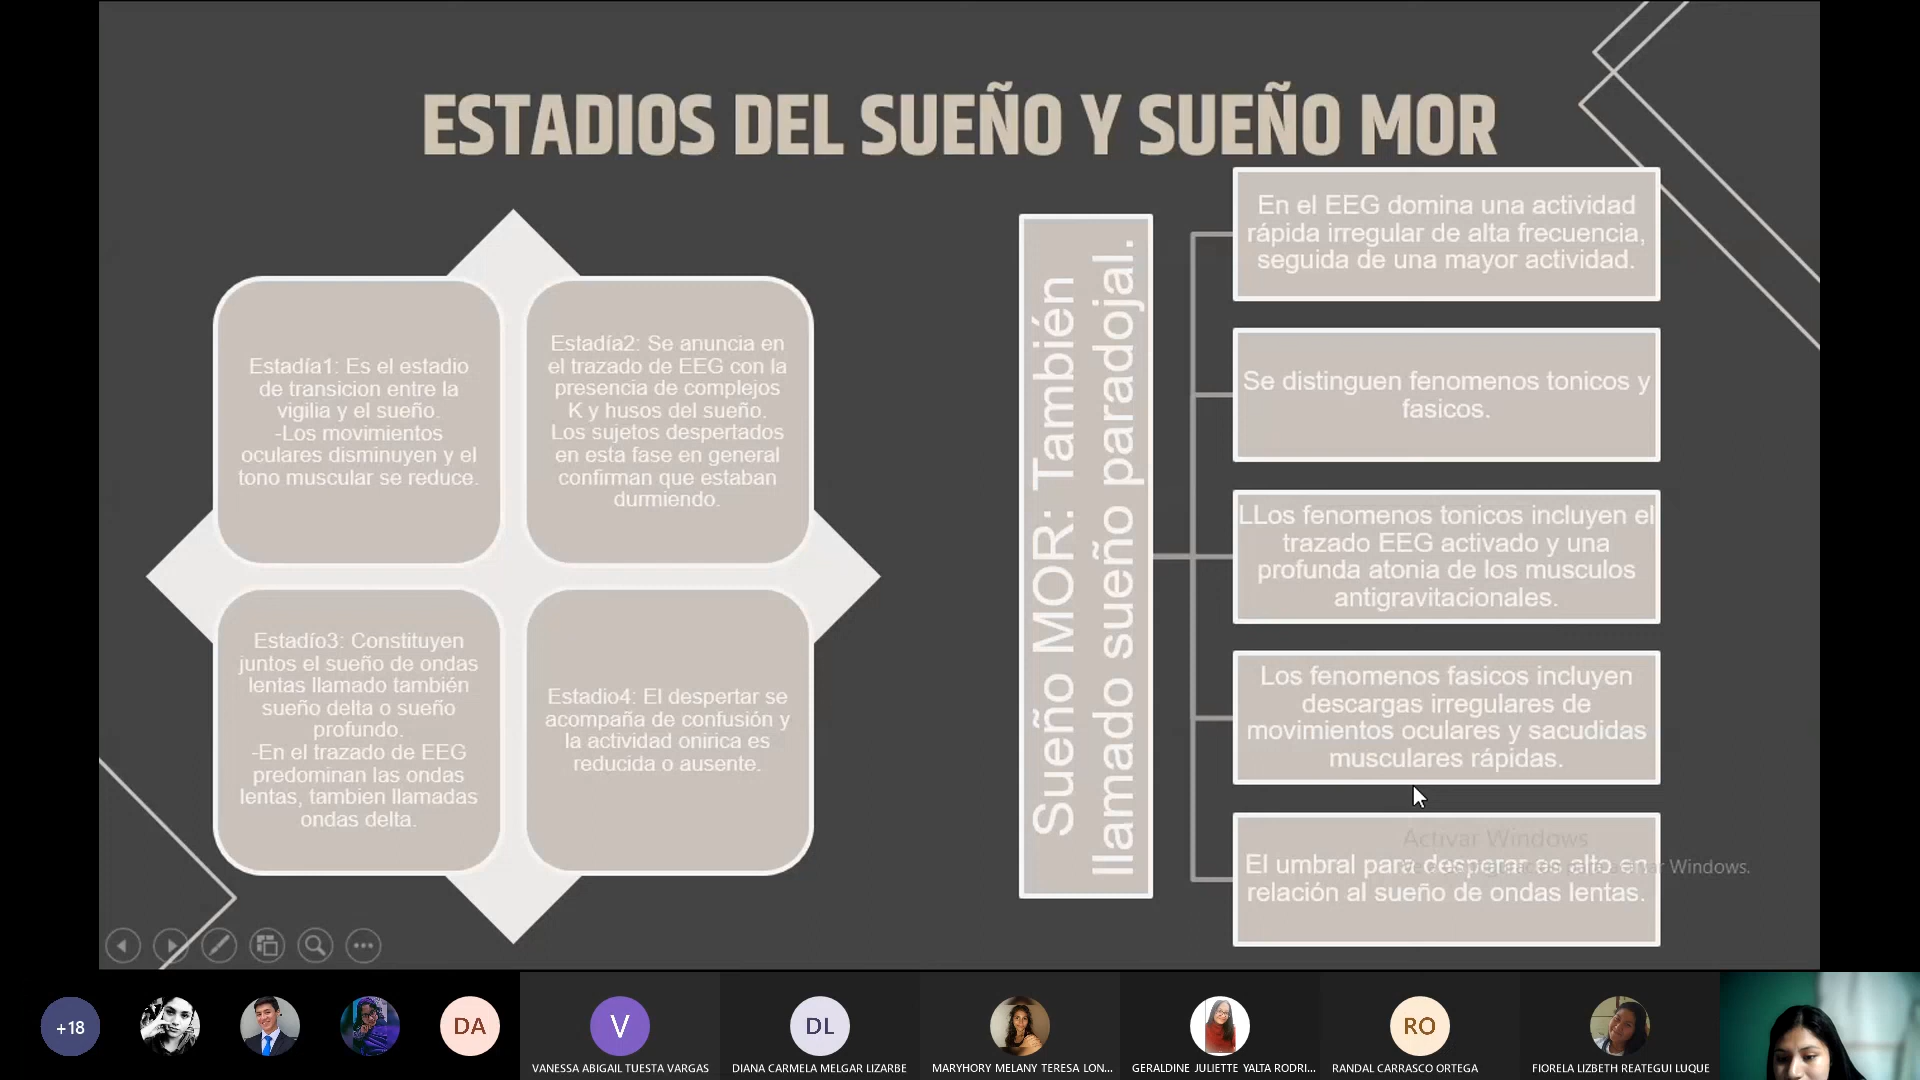 ESTADIOS DEL SUEÑO Y SUEÑO MOR
Estadía1: Es el estadio
de transicion entre la
vigilia y el sueño.
-Los movimientos
oculares disminuyen y el
tono muscular se reduce.
Estadía2: Se anuncia en
el trazado de EEG con la
presencia de complejos
K y husos del sueño.
Los sujetos despertados
en esta fase en general
confirman que estaban
durmiendo.
Estadío3: Constituyen
juntos el sueño de ondas
lentas llamado también
sueño delta o sueño
profundo.
-En el trazado de EEG
predominan las ondas
lentas, tambien llamadas
ondas delta.
Estadio4: El despertar se
acompaña de confusión y
la actividad onirica es
reducida o ausente.
Sueño MOR: También
llamado sueño paradojal.
En el EEG domina una actividad
rápida irregular de alta frecuencia,
seguida de una mayor actividad.
Se distinguen fenomenos tonicos y
fasicos.
LLos fenomenos tonicos incluyen el
trazado EEG activado y una
profunda atonia de los musculos
antigravitacionales.
Los fenomenos fasicos incluyen
descargas irregulares de
movimientos oculares y sacudidas
musculares rápidas.
El umbral para desparar es alto en
relación al sueño de ondas lentas.
Activar Windows
Windows.
+18
DA
V
DL
RO
VANESSA ABIGAIL TUESTA VARGAS
DIANA CARMELA MELGAR LIZARBE
MARYHORY MELANY TERESA LON...
GERALDINE JULIETTE YALTA RODRI...
RANDAL CARRASCO ORTEGA
FIORELA LIZBETH REATEGUI LUQUE